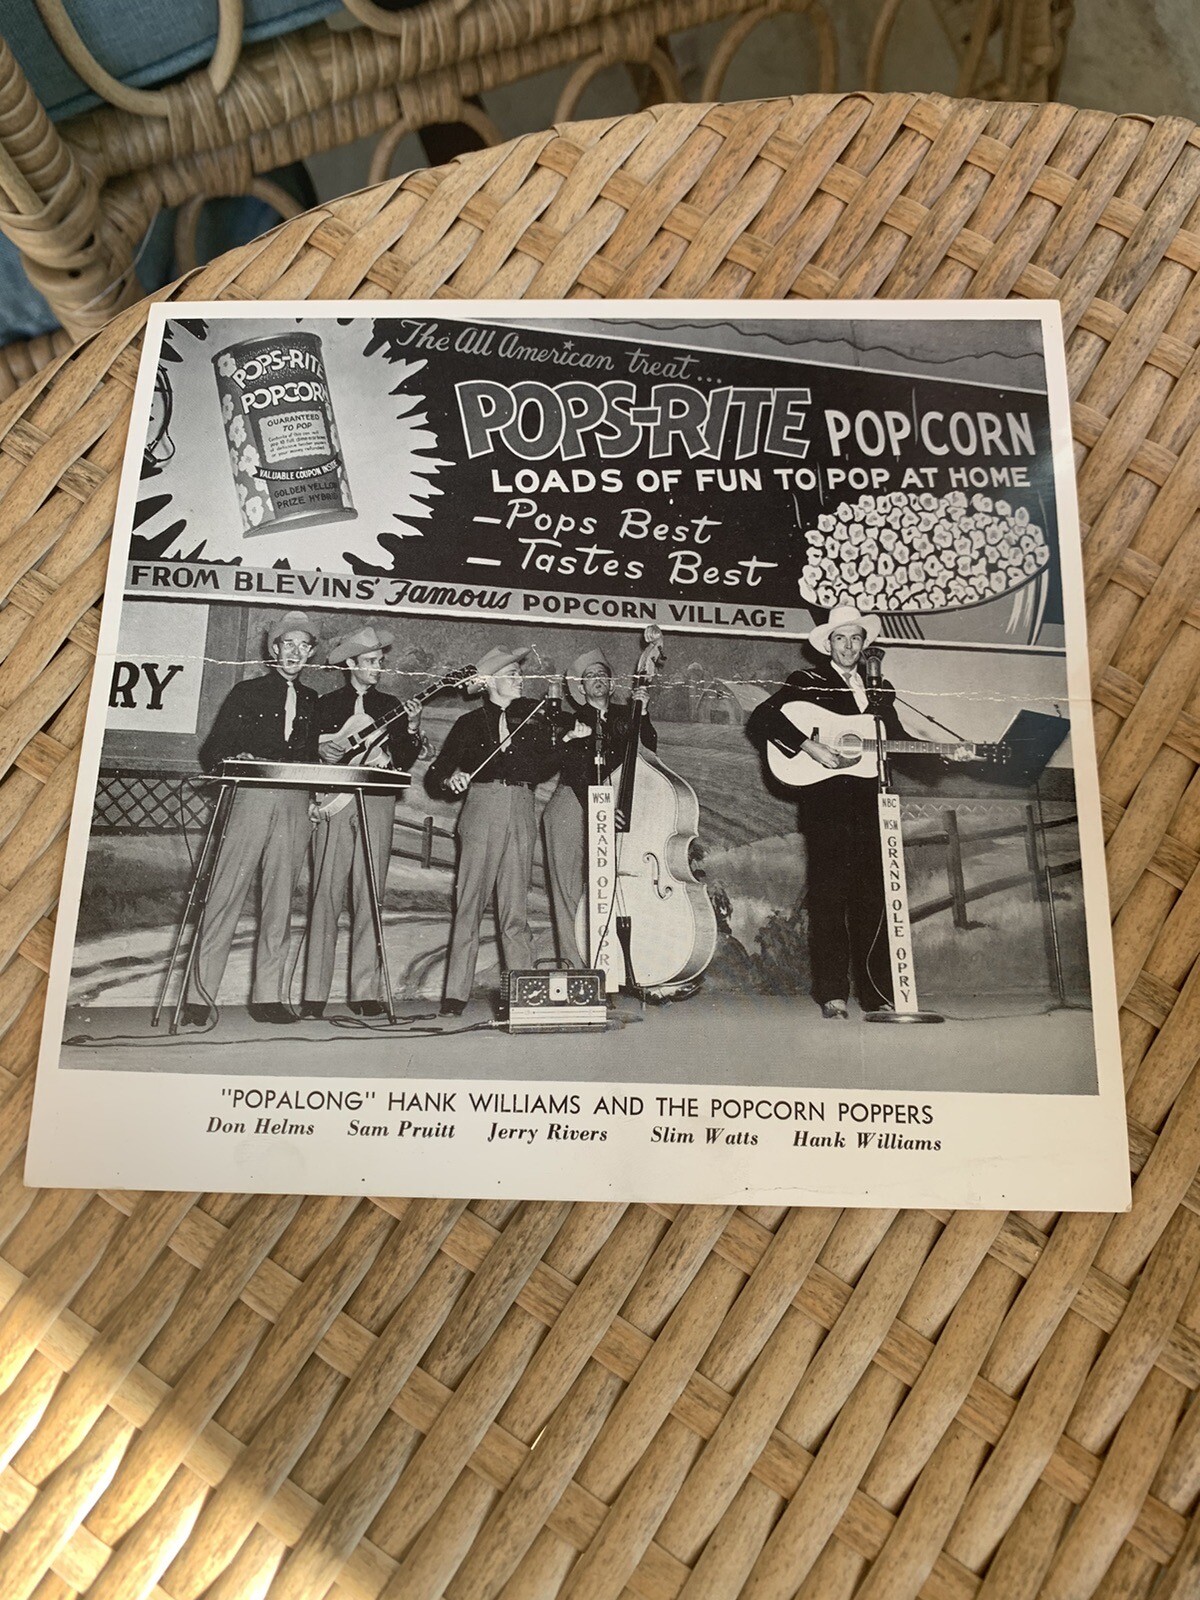 The All American treat...
POPS-RITE POPCORN
LOADS OF FUN TO POP AT HOME
-Pops Best
-Tastes Best
FROM BLEVINS' Famous POPCORN VILLAGE
POPS-RITE
POPCORN
GUARANTEED
TO POP
VALUABLE COUPON INSIDE
GOLDEN YELLOW
PRIZE HYBRID
RY
WSM
GRAND OLE OPRY
NBC
WSM
GRAND OLE OPRY
"POPALONG" HANK WILLIAMS AND THE POPCORN POPPERS
Don Helms Sam Pruitt Jerry Rivers Slim Watts Hank Williams